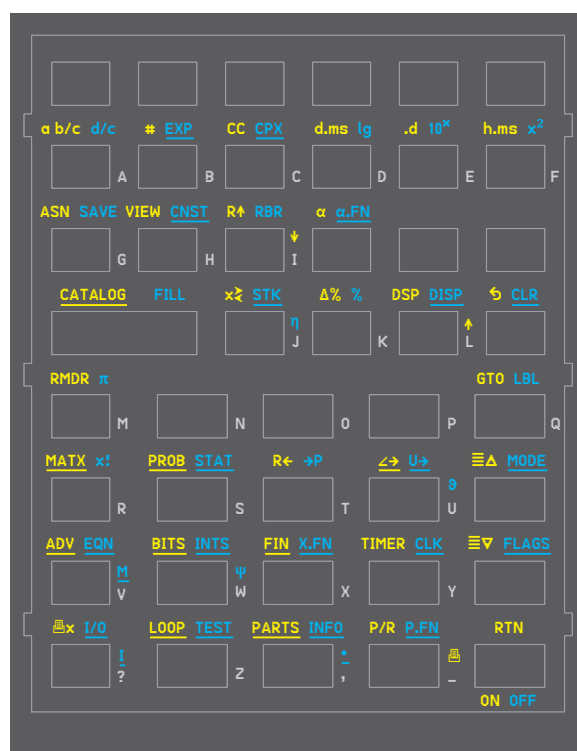 a b/c d/c # EXP CC CPX d.ms lg .d 10ˣ h.ms x²
A B C D E F
ASN SAVE VIEW CNST R↑ RBR α α.FN
↓
G H I
CATALOG FILL x≷ STK Δ% % DSP DISP ↶ CLR
η ↑
J K L
RMDR π GTO LBL
M N O P Q
MATX x! PROB STAT R← →P ∠→ U→ ≡△ MODE
9
R S T U
ADV EQN BITS INTS FIN X.FN TIMER CLK ≡▽ FLAGS
M ψ
V W X Y
🖶x I/O LOOP TEST PARTS INFO P/R P.FN RTN
I • 🖶
? Z , _
ON OFF